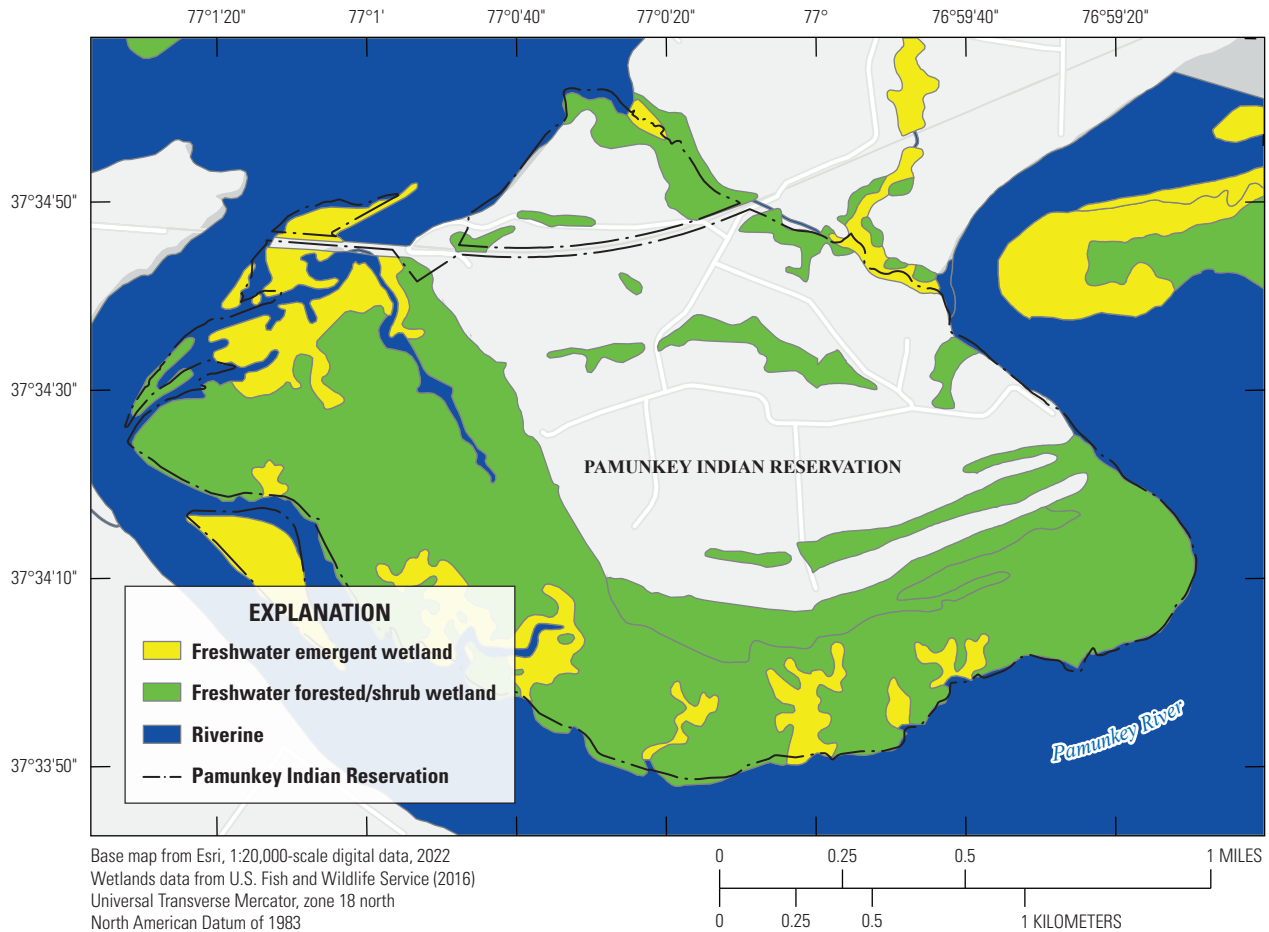 77°1'20" 77°1' 77°0'40" 77°0'20" 77° 76°59'40" 76°59'20"
37°34'50"
37°34'30"
PAMUNKEY INDIAN RESERVATION
37°34'10"
EXPLANATION
Freshwater emergent wetland
Freshwater forested/shrub wetland
Riverine
Pamunkey Indian Reservation
Pamunkey River
37°33'50"
Base map from Esri, 1:20,000-scale digital data, 2022
Wetlands data from U.S. Fish and Wildlife Service (2016)
Universal Transverse Mercator, zone 18 north
North American Datum of 1983
0 0.25 0.5 1 MILES
0 0.25 0.5 1 KILOMETERS